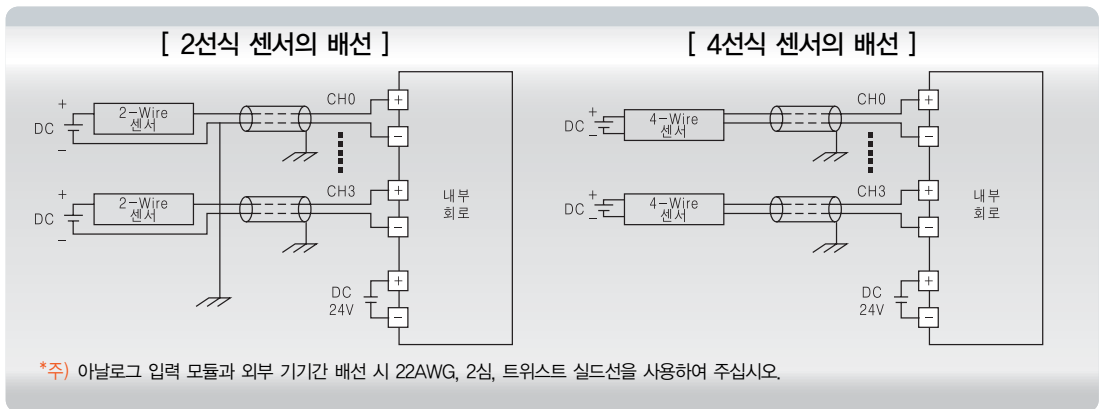 [ 2선식 센서의 배선 ]
CH0
+
2-Wire
센서
DC
+
-
-
CH3
+
2-Wire
센서
DC
+
-
-
내부
회로
DC
24V
+
-
[ 4선식 센서의 배선 ]
CH0
+
4-Wire
센서
DC
+
-
-
CH3
+
4-Wire
센서
DC
+
-
-
내부
회로
DC
24V
+
-
*주) 아날로그 입력 모듈과 외부 기기간 배선 시 22AWG, 2심, 트위스트 실드선을 사용하여 주십시오.